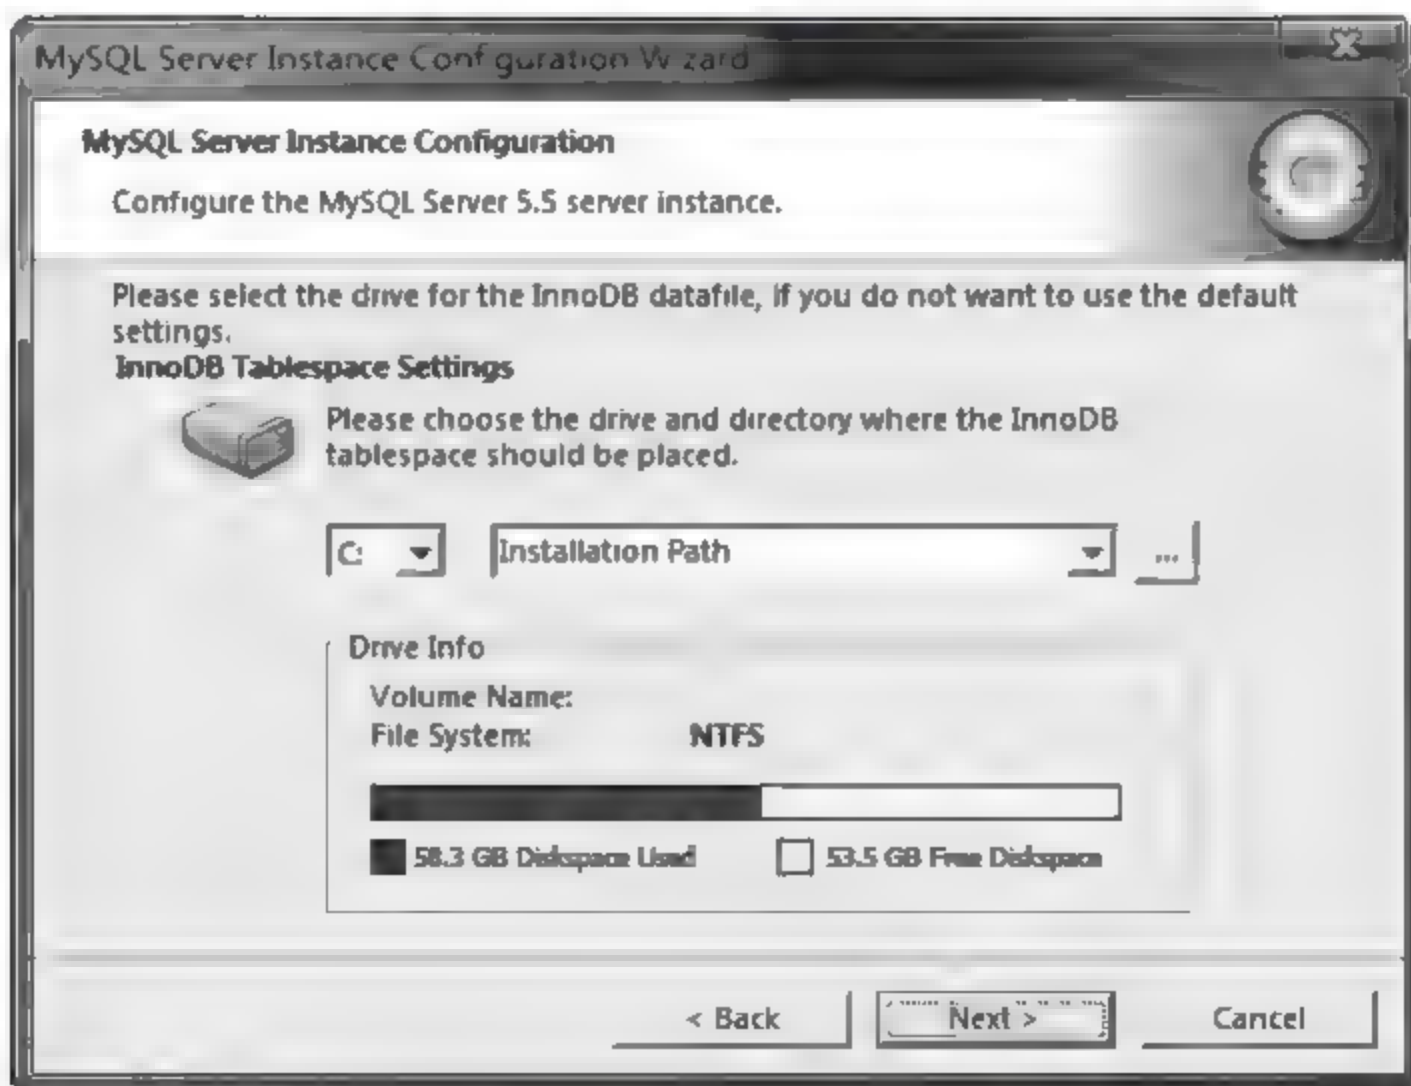 MySQL Server Instance Configuration Wizard
MySQL Server Instance Configuration
Configure the MySQL Server 5.5 server instance.
Please select the drive for the InnoDB datafile, if you do not want to use the default
settings.
InnoDB Tablespace Settings
Please choose the drive and directory where the InnoDB
tablespace should be placed.
C: Installation Path ...
Drive Info
Volume Name:
File System: NTFS
58.3 GB Diskspace Used 53.5 GB Free Diskspace
< Back Next > Cancel